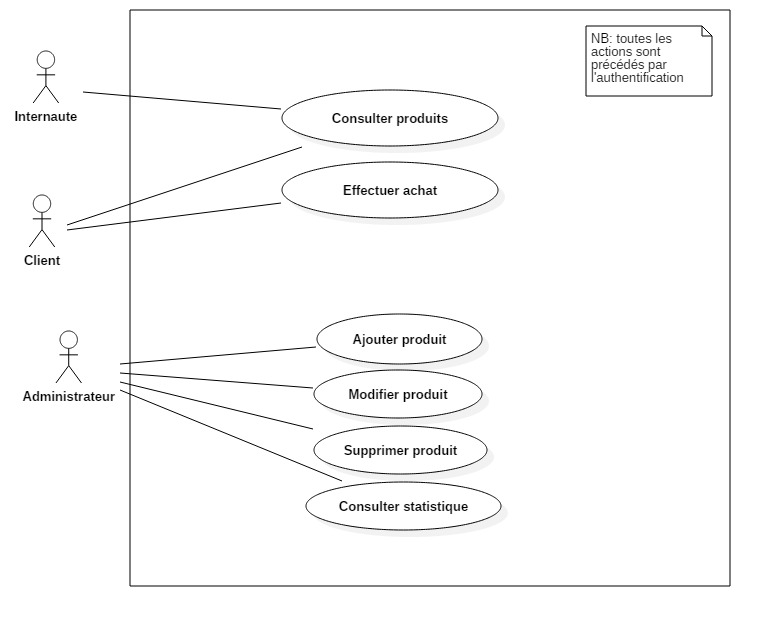 NB: toutes les
actions sont
précédés par
l'authentification
Internaute
Consulter produits
Effectuer achat
Client
Ajouter produit
Modifier produit
Administrateur
Supprimer produit
Consulter statistique